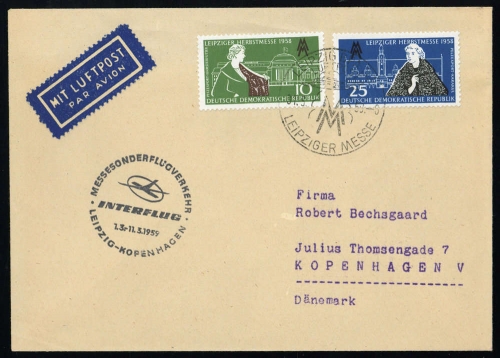 MIT LUFTPOST
PAR AVION
LEIPZIGER HERBSTMESSE 1958
10
DEUTSCHE DEMOKRATISCHE REPUBLIK
LEIPZIGER HERBSTMESSE 1958
25
DEUTSCHE DEMOKRATISCHE REPUBLIK
LEIPZIG
LEIPZIGER MESSE
MESSESONDERFLUGVERKEHR
INTERFLUG
1.3.-11.3.1959
LEIPZIG-KOPENHAGEN
Firma
Robert Bechsgaard
Julius Thomsengade 7
KOPENHAGEN V
Dänemark